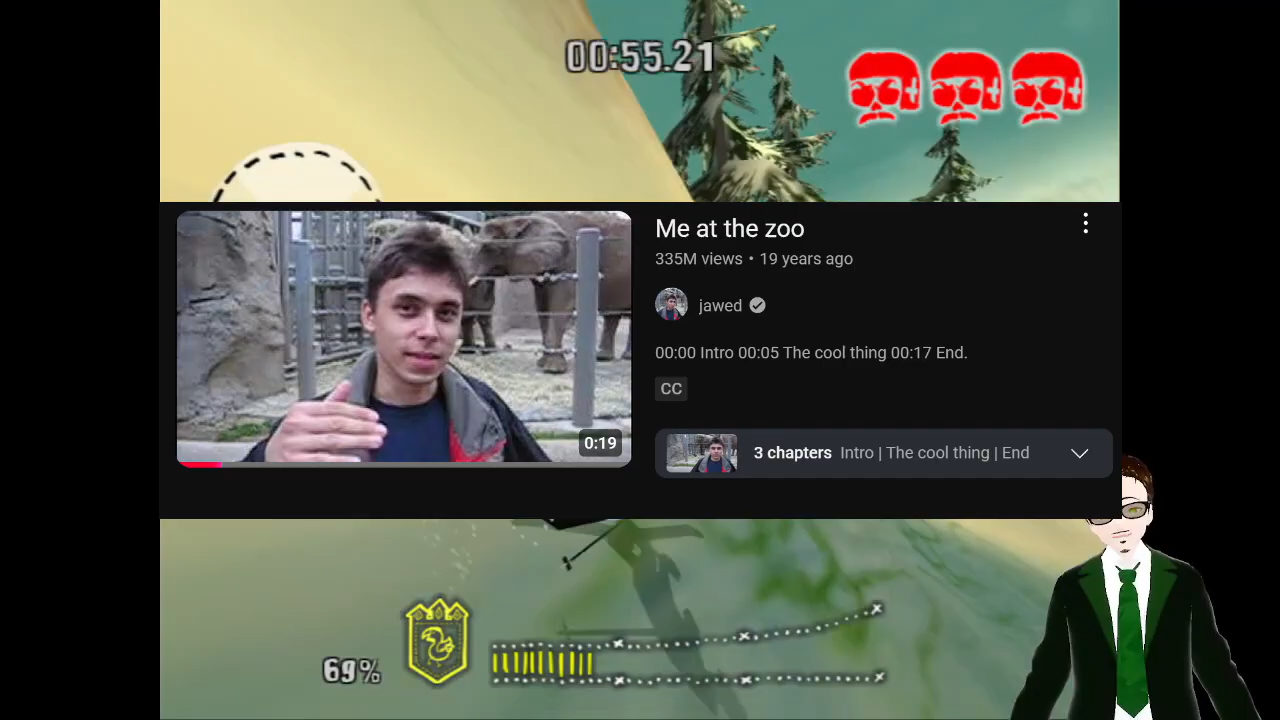 00:55.21
Me at the zoo
335M views • 19 years ago
jawed
00:00 Intro 00:05 The cool thing 00:17 End.
CC
0:19
3 chapters Intro | The cool thing | End
69%